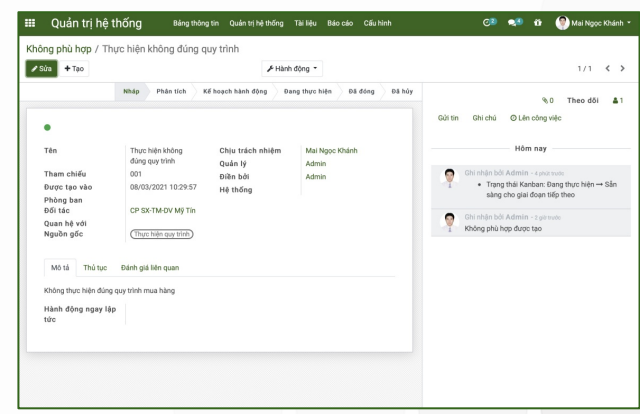 Quản trị hệ thống Bảng thông tin Quản trị hệ thống Tài liệu Báo cáo Cấu hình 2 4 Mai Ngọc Khánh
Không phù hợp / Thực hiện không đúng quy trình
Sửa + Tạo Hành động 1 / 1
Nháp Phân tích Kế hoạch hành động Đang thực hiện Đã đóng Đã hủy
0 Theo dõi 1
Gửi tin Ghi chú Lên công việc
Tên Thực hiện không đúng quy trình
Tham chiếu 001
Được tạo vào 08/03/2021 10:29:57
Phòng ban
Đối tác CP SX-TM-DV Mỹ Tín
Quan hệ với
Nguồn gốc Thực hiện quy trình
Chịu trách nhiệm Mai Ngọc Khánh
Quản lý Admin
Điền bởi Admin
Hệ thống
Mô tả Thủ tục Đánh giá liên quan
Không thực hiện đúng quy trình mua hàng
Hành động ngay lập
tức
Hôm nay
Ghi nhận bởi Admin - 4 phút trước
Trạng thái Kanban: Đang thực hiện → Sẵn
sàng cho giai đoạn tiếp theo
Ghi nhận bởi Admin - 3 giờ trước
Không phù hợp được tạo